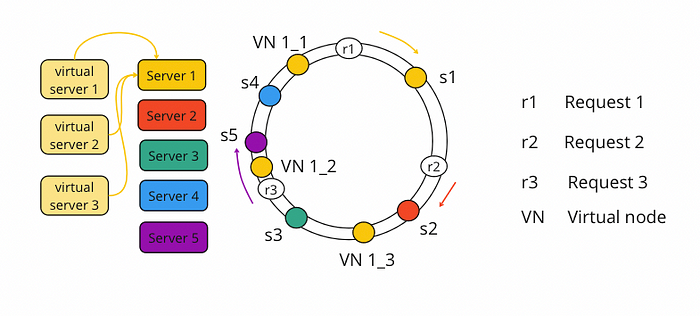 virtual
server 1
virtual
server 2
virtual
server 3
Server 1
Server 2
Server 3
Server 4
Server 5
VN 1_1
r1
s1
s4
s5
VN 1_2
r2
r3
s2
s3
VN 1_3
r1 Request 1
r2 Request 2
r3 Request 3
VN Virtual node